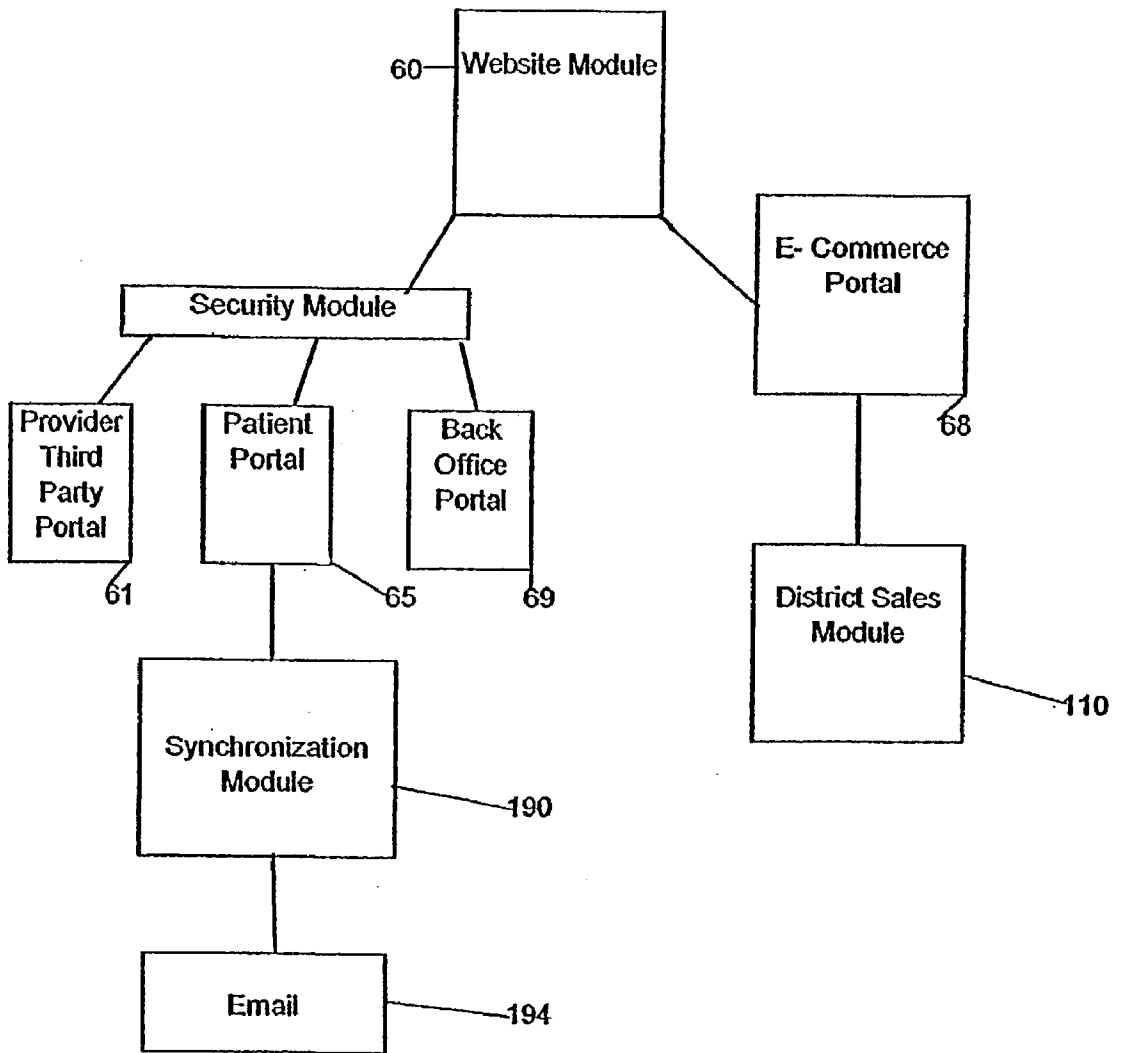 60
Website Module
E- Commerce
Portal
68
Security Module
Provider
Third
Party
Portal
61
Patient
Portal
65
Back
Office
Portal
69
District Sales
Module
110
Synchronization
Module
190
Email
194